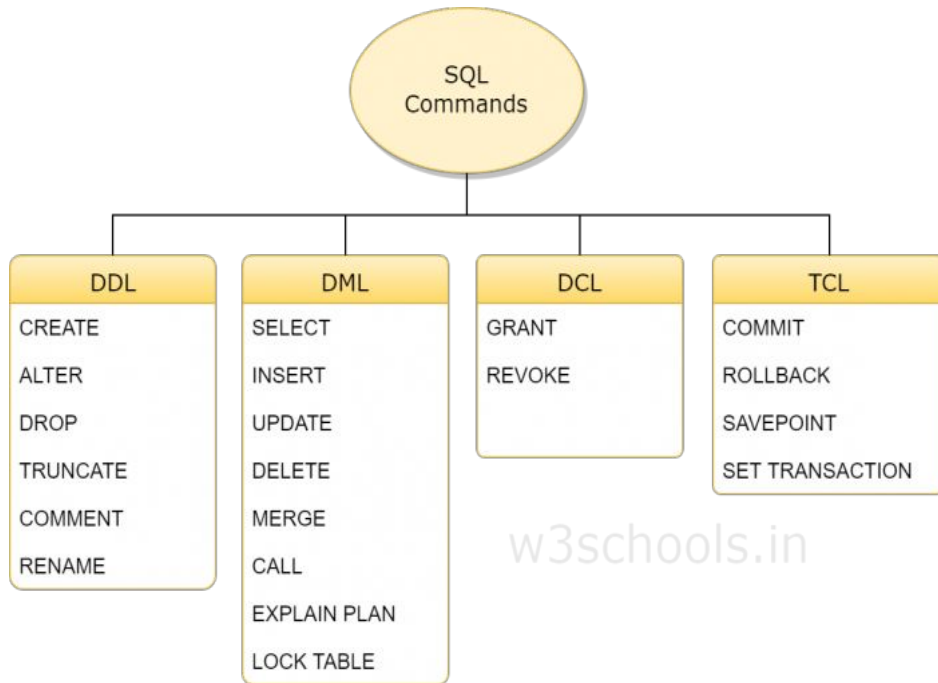 SQL
Commands
DDL
CREATE
ALTER
DROP
TRUNCATE
COMMENT
RENAME
DML
SELECT
INSERT
UPDATE
DELETE
MERGE
CALL
EXPLAIN PLAN
LOCK TABLE
DCL
GRANT
REVOKE
TCL
COMMIT
ROLLBACK
SAVEPOINT
SET TRANSACTION
w3schools.in